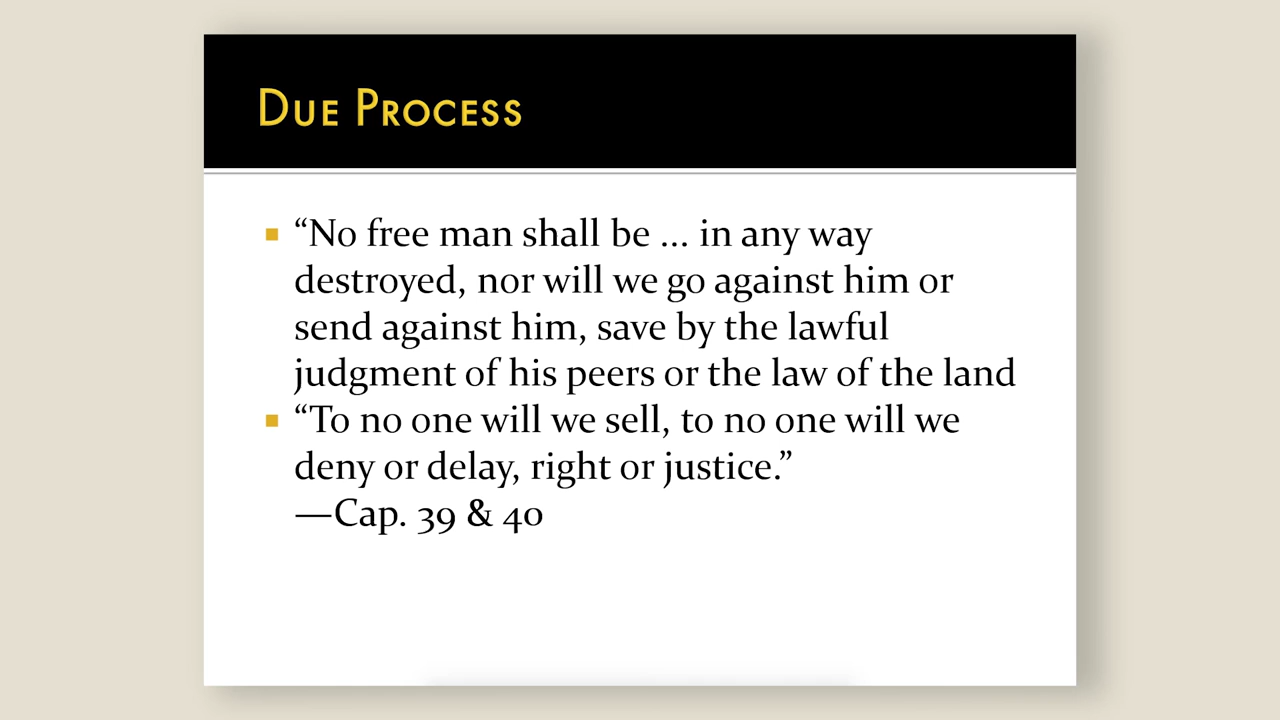 Due Process
“No free man shall be ... in any way
destroyed, nor will we go against him or
send against him, save by the lawful
judgment of his peers or the law of the land
“To no one will we sell, to no one will we
deny or delay, right or justice.”
—Cap. 39 & 40